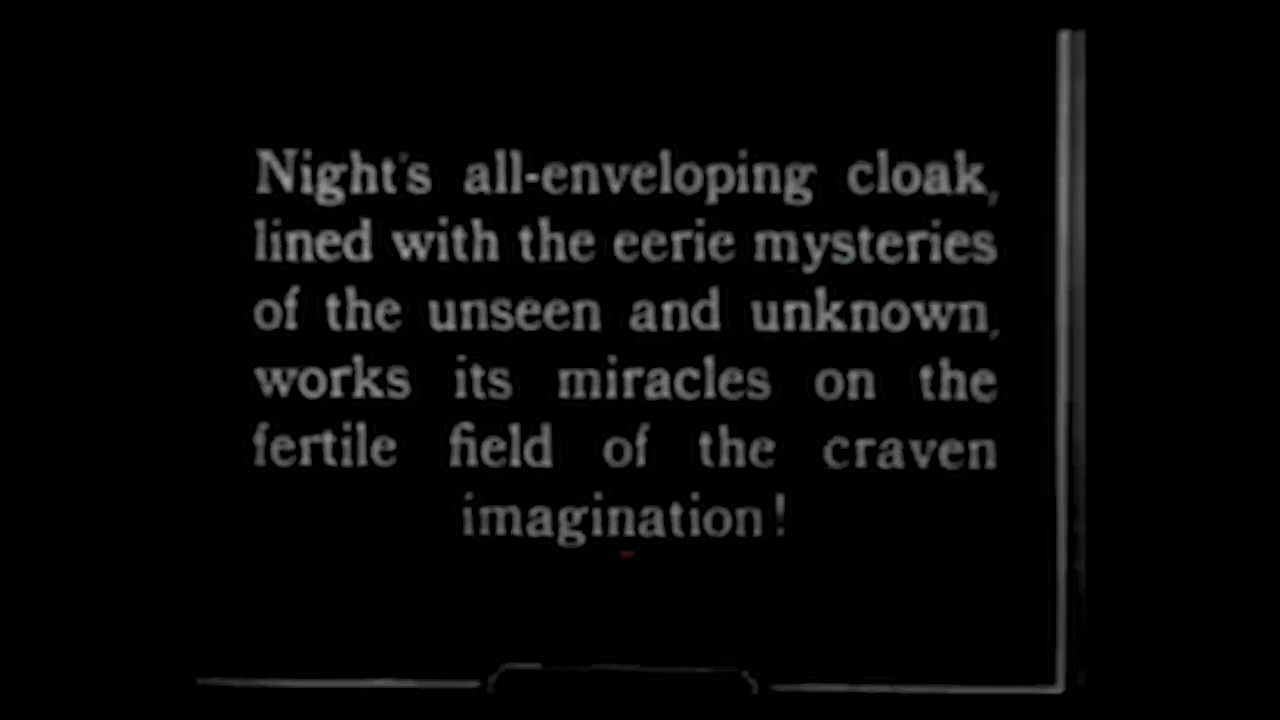 Night's all-enveloping cloak,
lined with the eerie mysteries
of the unseen and unknown,
works its miracles on the
fertile field of the craven
imagination!